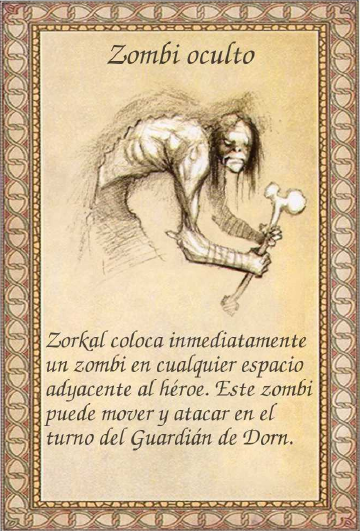 Zombi oculto
Zorkal coloca inmediatamente
un zombi en cualquier espacio
adyacente al héroe. Este zombi
puede mover y atacar en el
turno del Guardián de Dorn.